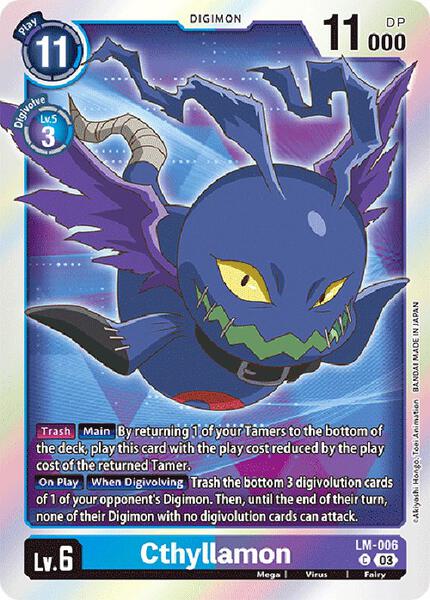 Play
11
DIGIMON
11000
DP
Digivolve
Lv.5
3
Trash Main By returning 1 of your Tamers to the bottom of
the deck, play this card with the play cost reduced by the play
cost of the returned Tamer.
On Play When Digivolving Trash the bottom 3 digivolution cards
of 1 of your opponent's Digimon. Then, until the end of their turn,
none of their Digimon with no digivolution cards can attack.
©Akiyoshi Hongo, Toei Animation BANDAI MADE IN JAPAN
Lv.6
Cthyllamon
LM-006
C 03
Mega | Virus | Fairy